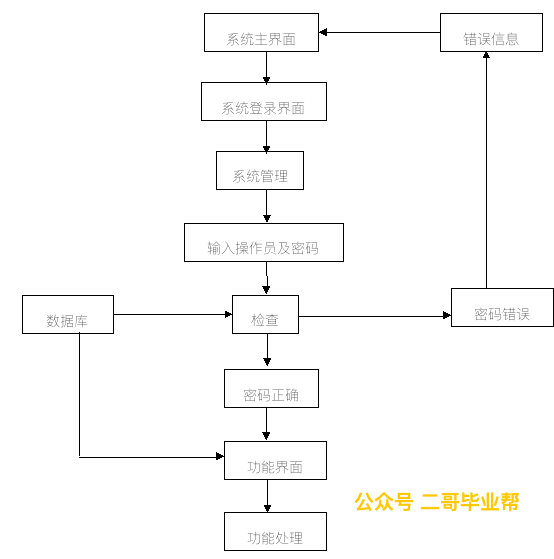 系统主界面
错误信息
系统登录界面
系统管理
输入操作员及密码
数据库
检查
密码错误
密码正确
功能界面
公众号 二哥毕业帮
功能处理